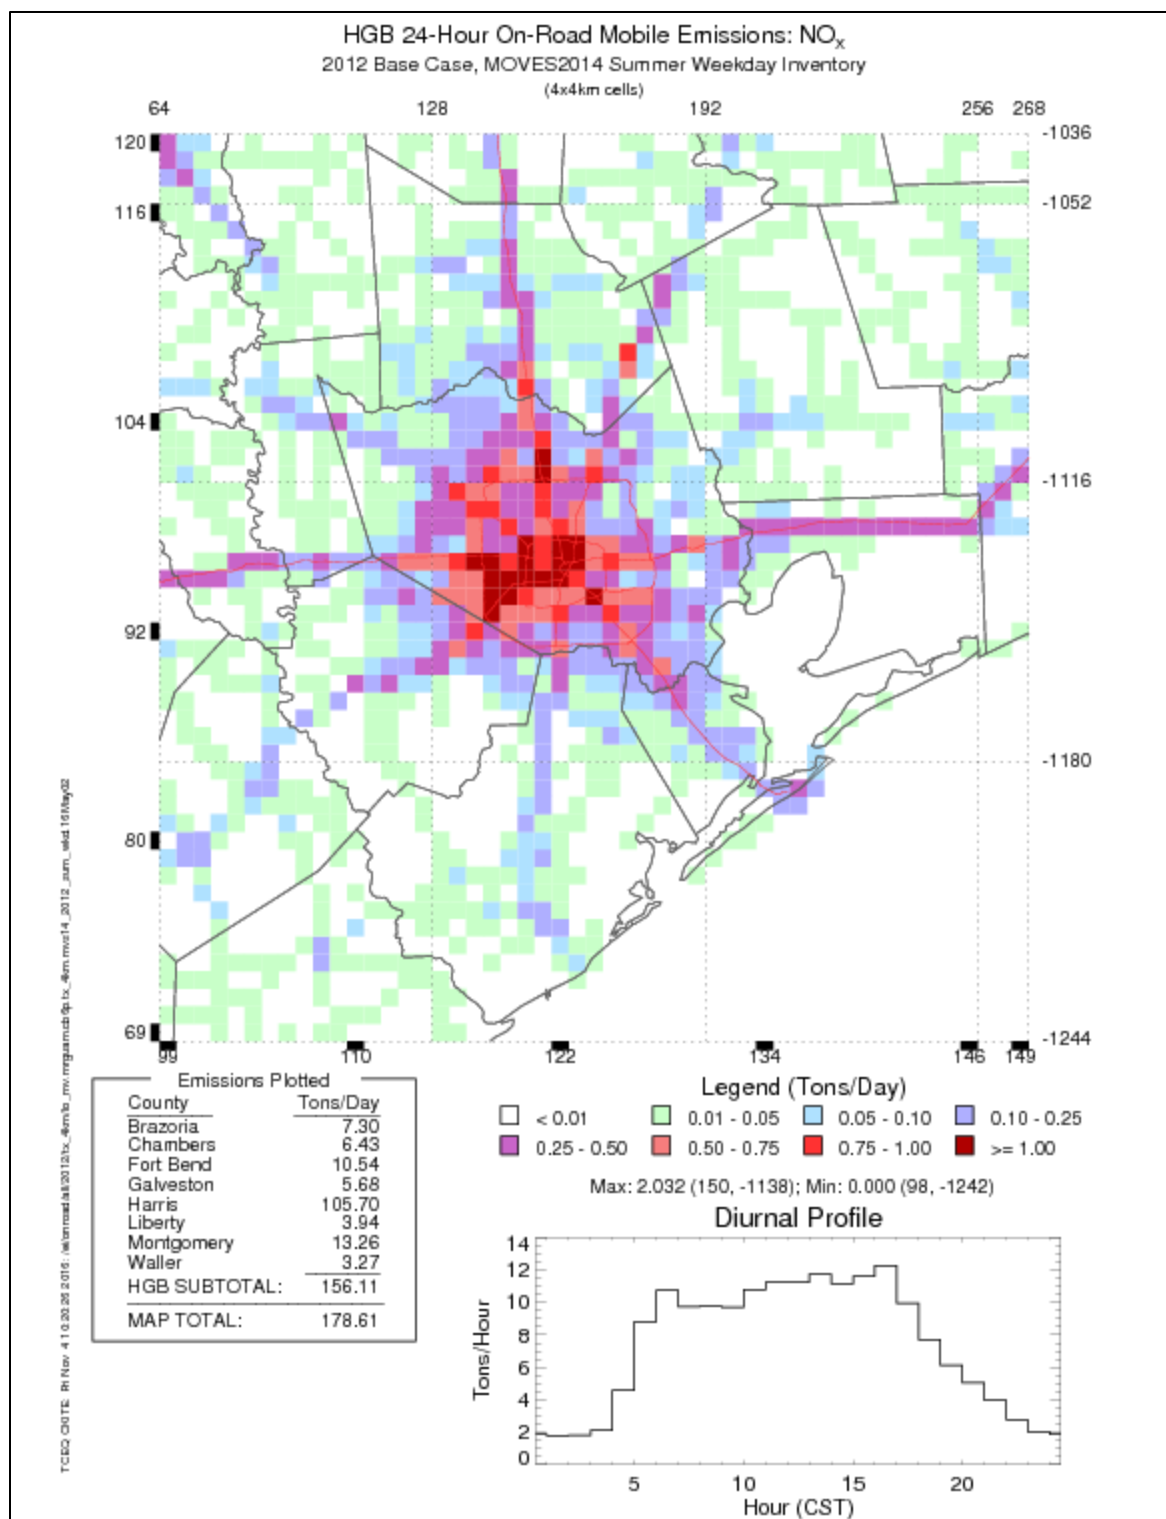 HGB 24-Hour On-Road Mobile Emissions: NOx
2012 Base Case, MOVES2014 Summer Weekday Inventory
(4x4km cells)
64 128 192 256 268
120 -1036
116 -1052
104
-1116
92
-1180
80
69 -1244
99 110 122 134 146 149
Emissions Plotted
County Tons/Day
Brazoria 7.30
Chambers 6.43
Fort Bend 10.54
Galveston 5.68
Harris 105.70
Liberty 3.94
Montgomery 13.26
Waller 3.27
HGB SUBTOTAL: 156.11
MAP TOTAL: 178.61
Legend (Tons/Day)
< 0.01 0.01 - 0.05 0.05 - 0.10 0.10 - 0.25
0.25 - 0.50 0.50 - 0.75 0.75 - 1.00 >= 1.00
Max: 2.032 (150, -1138); Min: 0.000 (98, -1242)
Diurnal Profile
14
12
10
8
6
4
2
0
Tons/Hour
5 10 15 20
Hour (CST)